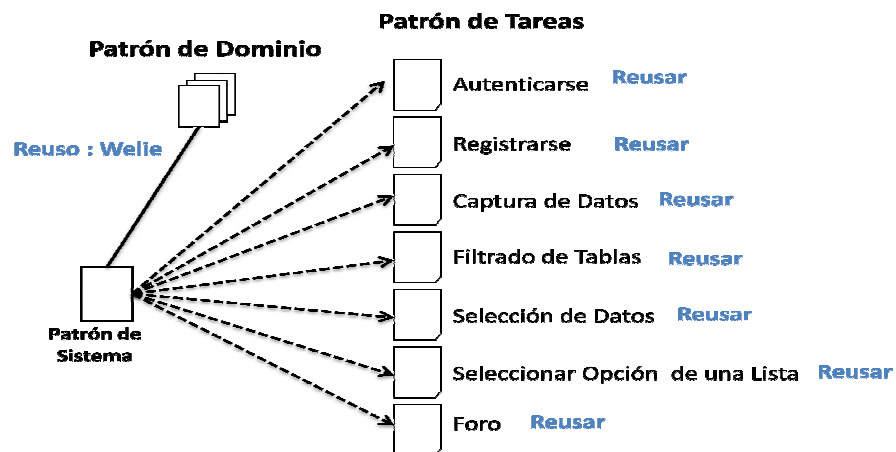 Patrón de Tareas
Patrón de Dominio
Autenticarse Reusar
Reuso : Welie
Registrarse Reusar
Captura de Datos Reusar
Filtrado de Tablas Reusar
Patrón de
Sistema
Selección de Datos Reusar
Seleccionar Opción de una Lista Reusar
Foro Reusar